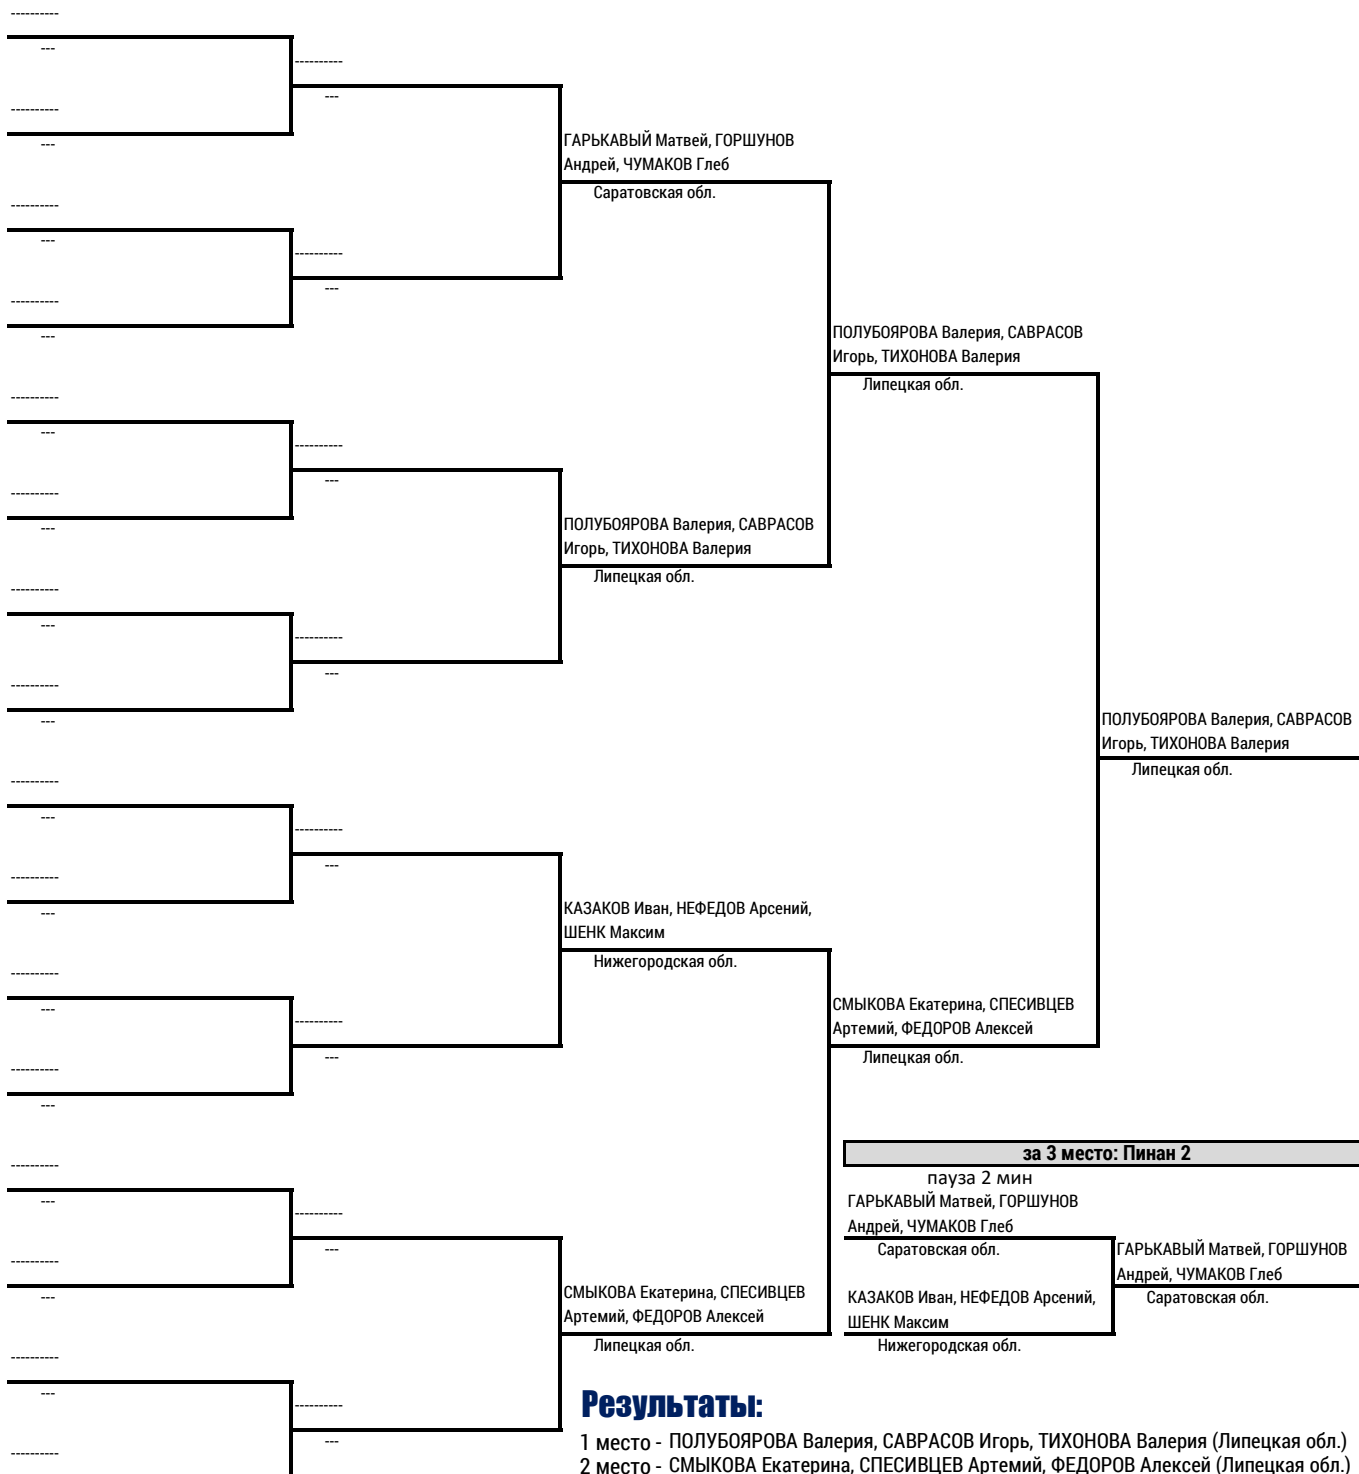 ----------
---
----------
---
----------
---
ГАРЬКАВЫЙ Матвей, ГОРШУНОВ
Андрей, ЧУМАКОВ Глеб
Саратовская обл.
----------
---
----------
---
----------
---
ПОЛУБОЯРОВА Валерия, САВРАСОВ
Игорь, ТИХОНОВА Валерия
Липецкая обл.
----------
---
----------
---
----------
---
ПОЛУБОЯРОВА Валерия, САВРАСОВ
Игорь, ТИХОНОВА Валерия
Липецкая обл.
----------
---
----------
---
----------
---
ПОЛУБОЯРОВА Валерия, САВРАСОВ
Игорь, ТИХОНОВА Валерия
Липецкая обл.
----------
---
----------
---
----------
---
КАЗАКОВ Иван, НЕФЕДОВ Арсений,
ШЕНК Максим
Нижегородская обл.
----------
---
----------
---
----------
---
СМЫКОВА Екатерина, СПЕСИВЦЕВ
Артемий, ФЕДОРОВ Алексей
Липецкая обл.
----------
---
----------
---
----------
---
СМЫКОВА Екатерина, СПЕСИВЦЕВ
Артемий, ФЕДОРОВ Алексей
Липецкая обл.
за 3 место: Пинан 2
пауза 2 мин
ГАРЬКАВЫЙ Матвей, ГОРШУНОВ
Андрей, ЧУМАКОВ Глеб
Саратовская обл.
ГАРЬКАВЫЙ Матвей, ГОРШУНОВ
Андрей, ЧУМАКОВ Глеб
Саратовская обл.
КАЗАКОВ Иван, НЕФЕДОВ Арсений,
ШЕНК Максим
Нижегородская обл.
----------
---
----------
---
----------
Результаты:
1 место - ПОЛУБОЯРОВА Валерия, САВРАСОВ Игорь, ТИХОНОВА Валерия (Липецкая обл.)
2 место - СМЫКОВА Екатерина, СПЕСИВЦЕВ Артемий, ФЕДОРОВ Алексей (Липецкая обл.)